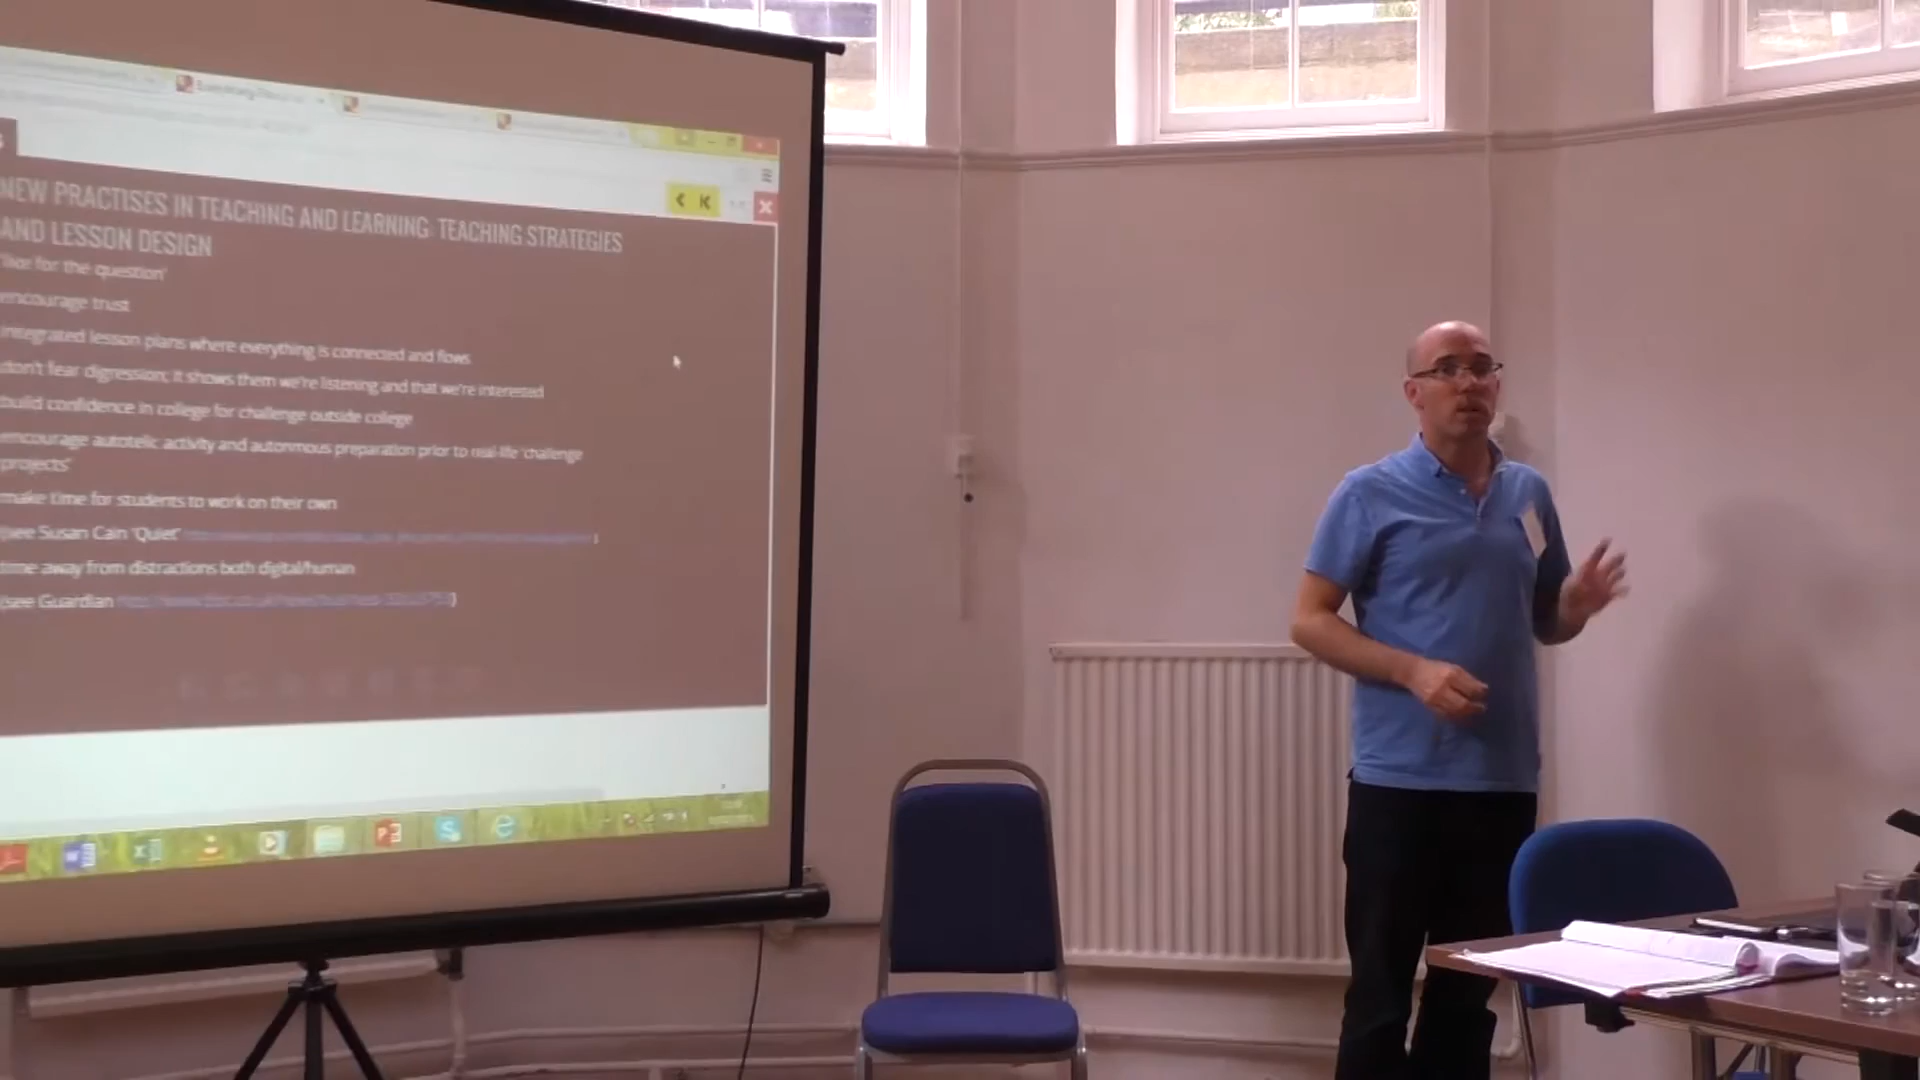 NEW PRACTISES IN TEACHING AND LEARNING: TEACHING STRATEGIES
AND LESSON DESIGN
for the question'
encourage trust
integrated lesson plans where everything is connected and flows
don't fear digression; it shows them we're listening and that we're interested
build confidence in college for challenge outside college
encourage autotelic activity and autonmous preparation prior to real-life 'challenge
projects'
make time for students to work on their own
(see Susan Cain 'Quiet' )
time away from distractions both digital/human
(see Guardian )